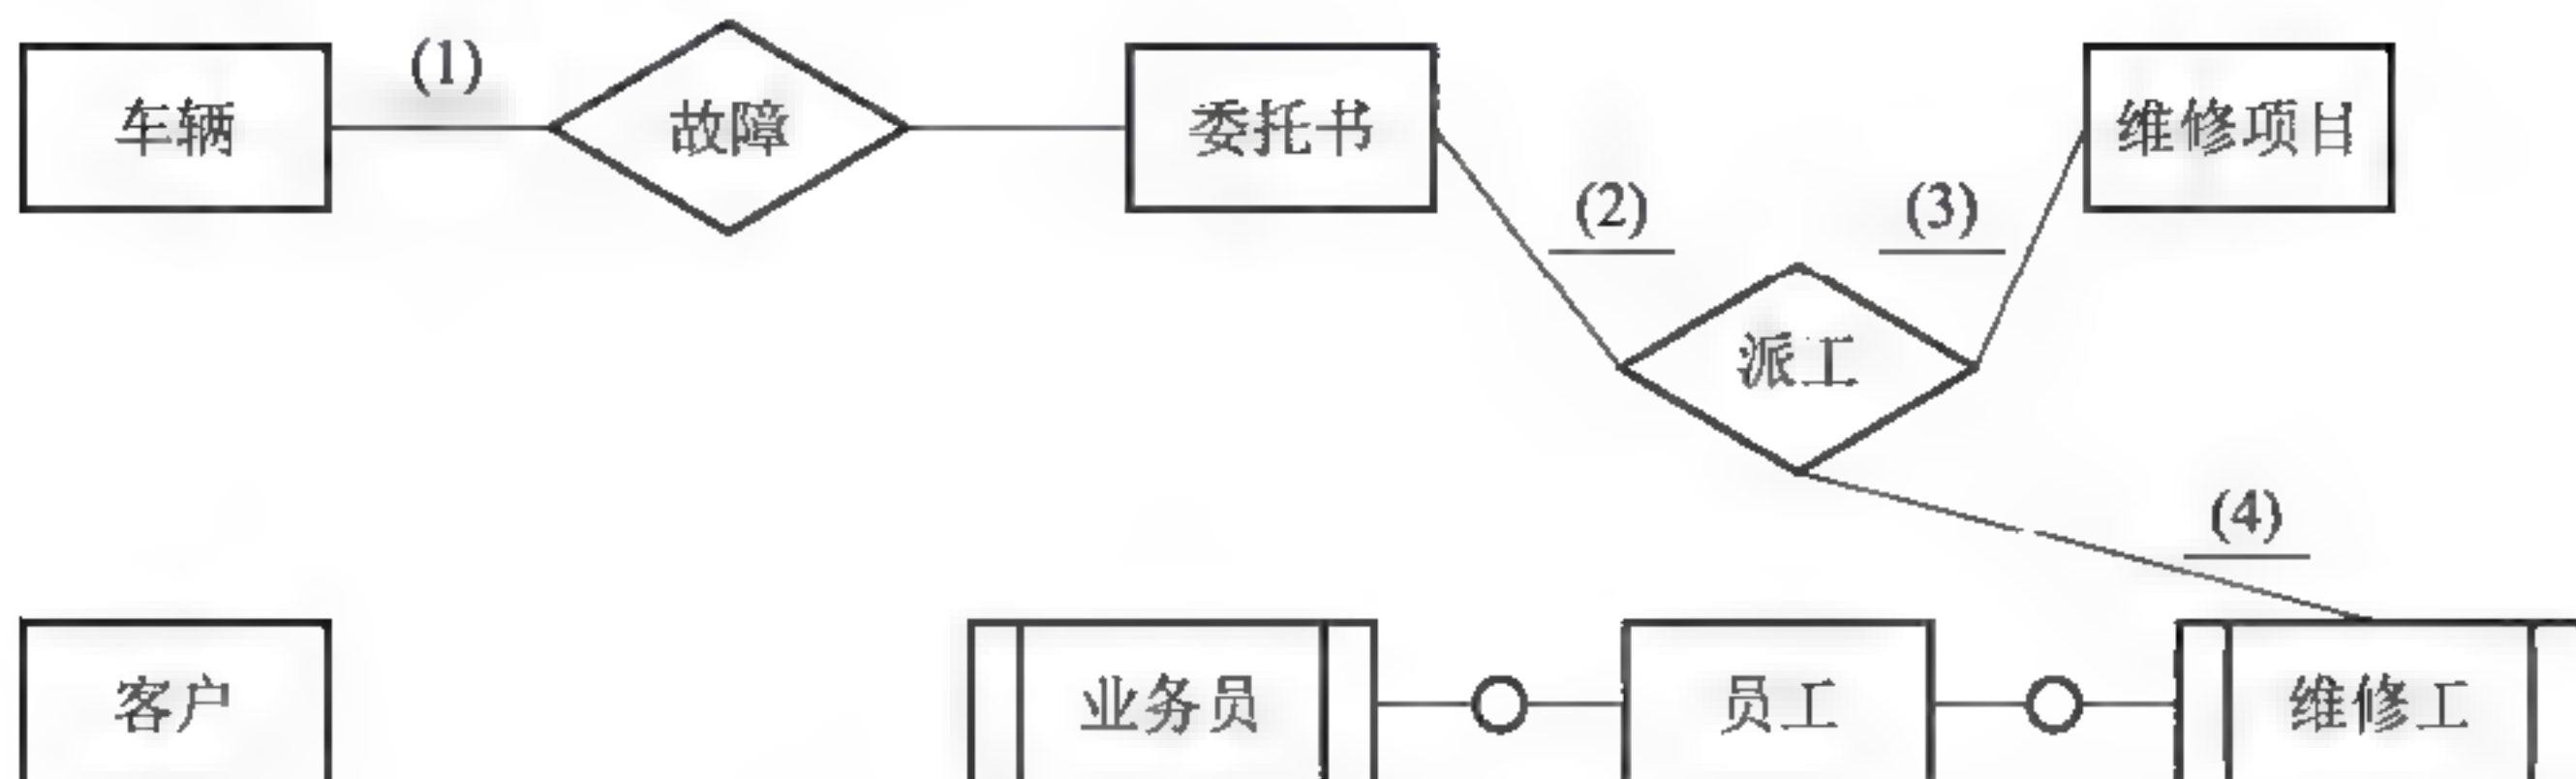 (1)
车辆
故障
委托书
维修项目
(2)
(3)
派工
(4)
客户
业务员
员工
维修工